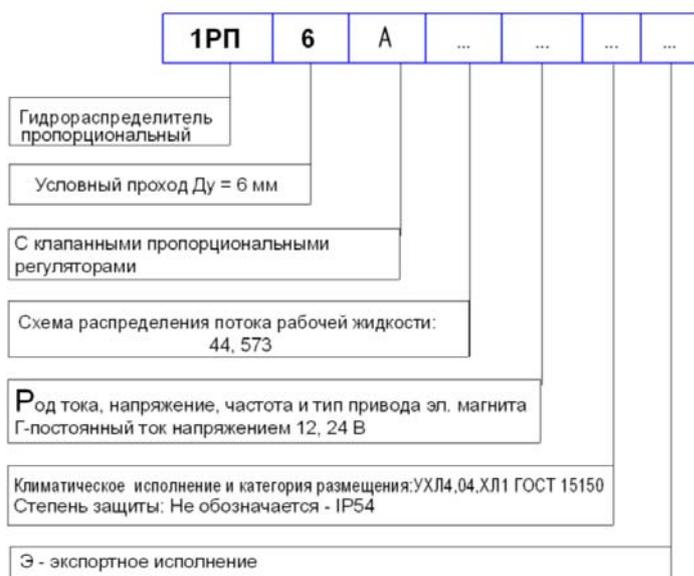 1РП 6 А ... ... ... ...
Гидрораспределитель
пропорциональный
Условный проход Ду = 6 мм
С клапанными пропорциональными
регуляторами
Схема распределения потока рабочей жидкости:
44, 573
Род тока, напряжение, частота и тип привода эл. магнита
Г-постоянный ток напряжением 12, 24 В
Климатическое исполнение и категория размещения:УХЛ4,04,ХЛ1 ГОСТ 15150
Степень защиты: Не обозначается - IP54
Э - экспортное исполнение